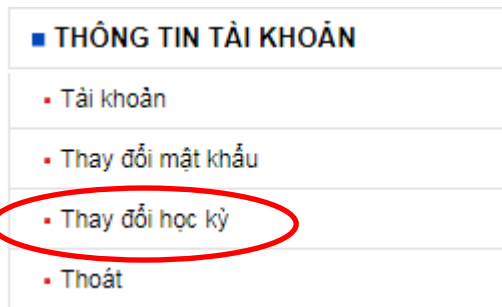 THÔNG TIN TÀI KHOẢN
Tài khoản
Thay đổi mật khẩu
Thay đổi học kỳ
Thoát